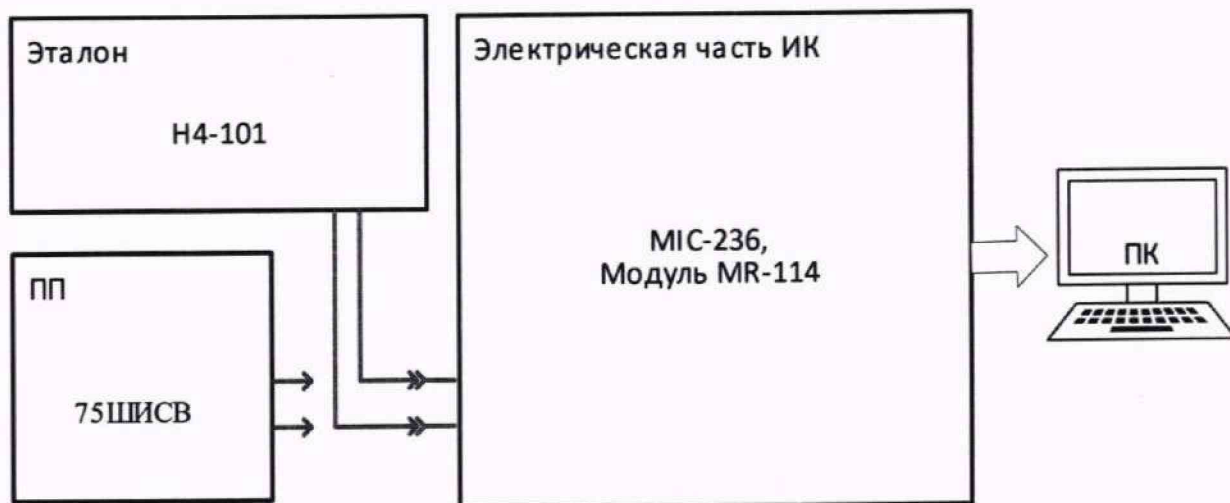 Эталон
Н4-101
ПП
75ШИСВ
Электрическая часть ИК
MIC-236,
Модуль MR-114
ПК